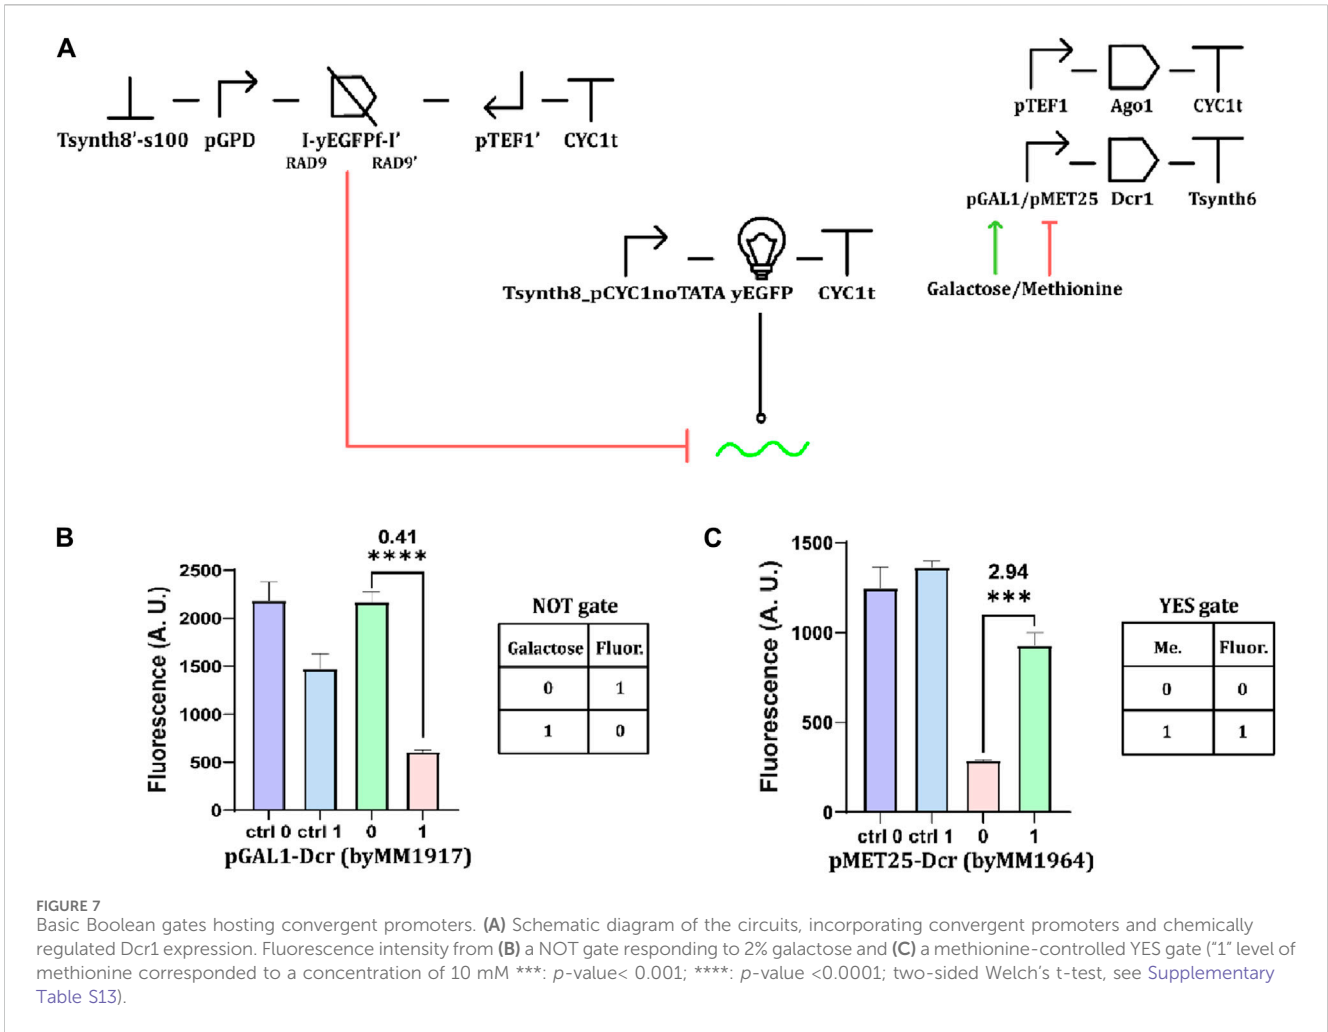 A
Tsynth8'-s100
pGPD
I-yEGPf-I'
RAD9
RAD9'
pTEF1'
CYC1t
pTEF1
Ago1
CYC1t
pGAL1/pMET25
Dcr1
Tsynth6
Galactose/Methionine
Tsynth8_pCYC1noTATA
yEGFP
CYC1t
B
0.41
****
Fluorescence (A. U.)
2500
2000
1500
1000
500
0
ctrl 0 ctrl 1 0 1
pGAL1-Dcr (byMM1917)
NOT gate
Galactose Fluor.
0 1
1 0
C
2.94
***
Fluorescence (A. U.)
1500
1000
500
0
ctrl 0 ctrl 1 0 1
pMET25-Dcr (byMM1964)
YES gate
Me. Fluor.
0 0
1 1
FIGURE 7
Basic Boolean gates hosting convergent promoters. (A) Schematic diagram of the circuits, incorporating convergent promoters and chemically
regulated Dcr1 expression. Fluorescence intensity from (B) a NOT gate responding to 2% galactose and (C) a methionine-controlled YES gate (“1” level of
methionine corresponded to a concentration of 10 mM ***: p-value< 0.001; ****: p-value <0.0001; two-sided Welch’s t-test, see Supplementary
Table S13).